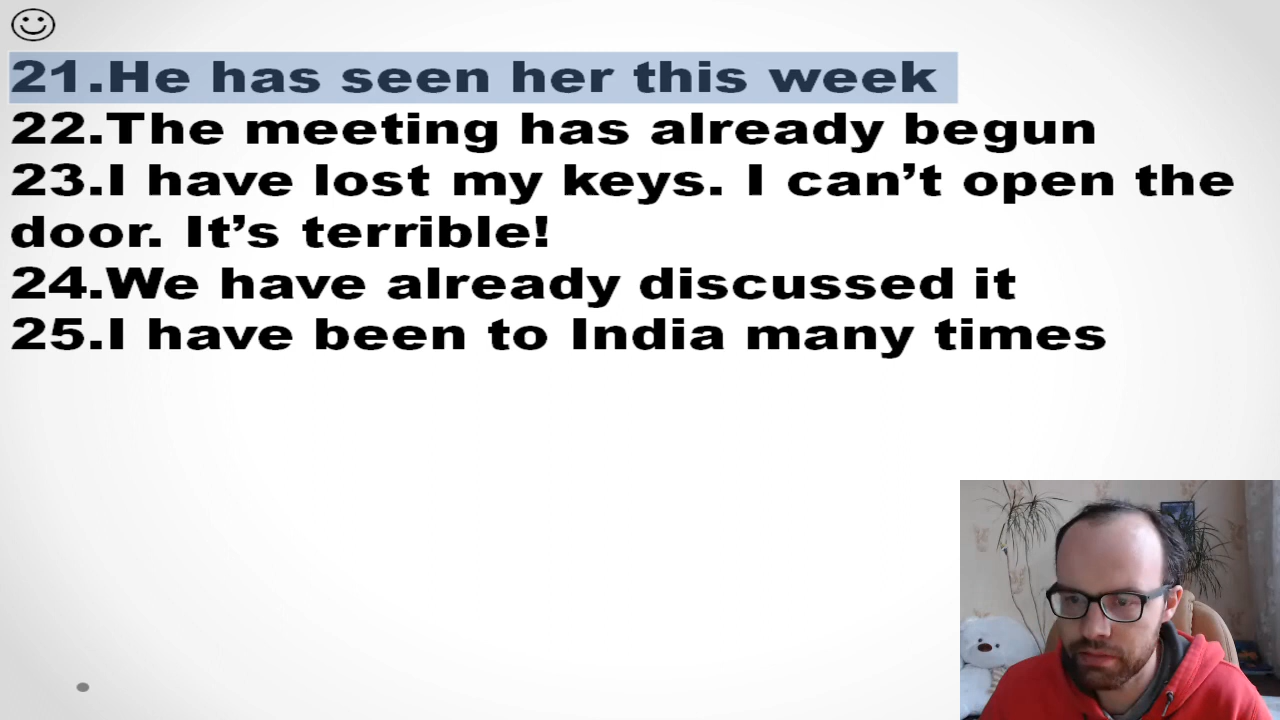 21.He has seen her this week
22.The meeting has already begun
23.I have lost my keys. I can’t open the
door. It’s terrible!
24.We have already discussed it
25.I have been to India many times